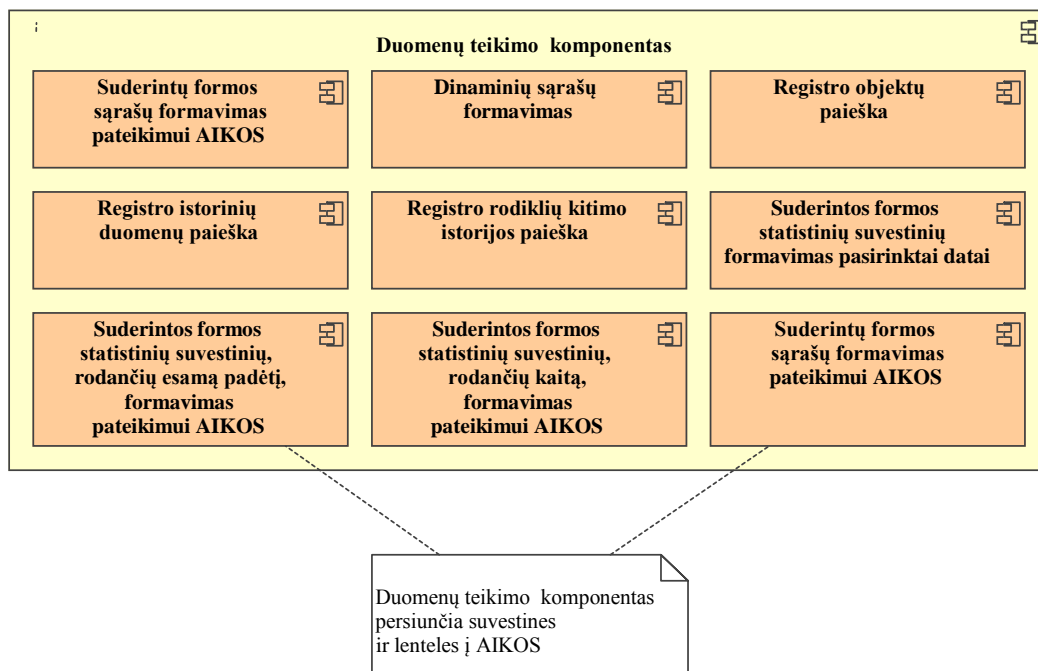 Duomenų teikimo komponentas
Suderintų formos
sąrašų formavimas
pateikimui AIKOS
Dinaminių sąrašų
formavimas
Registro objektų
paieška
Registro istorinių
duomenų paieška
Registro rodiklių kitimo
istorijos paieška
Suderintos formos
statistinių suvestinių
formavimas pasirinktai datai
Suderintos formos
statistinių suvestinių,
rodančių esamą padėtį,
formavimas
pateikimui AIKOS
Suderintos formos
statistinių suvestinių,
rodančių kaitą,
formavimas
pateikimui AIKOS
Suderintų formos
sąrašų formavimas
pateikimui AIKOS
Duomenų teikimo komponentas
persiunčia suvestines
ir lenteles į AIKOS